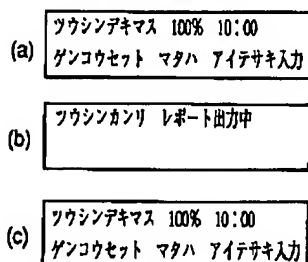 (a)
ツウシンデキマス 100% 10:00
ゲンコウセット マタハ アイテサキ入力
(b)
ツウシンカンリ レポート出力中
(c)
ツウシンデキマス 100% 10:00
ゲンコウセット マタハ アイテサキ入力